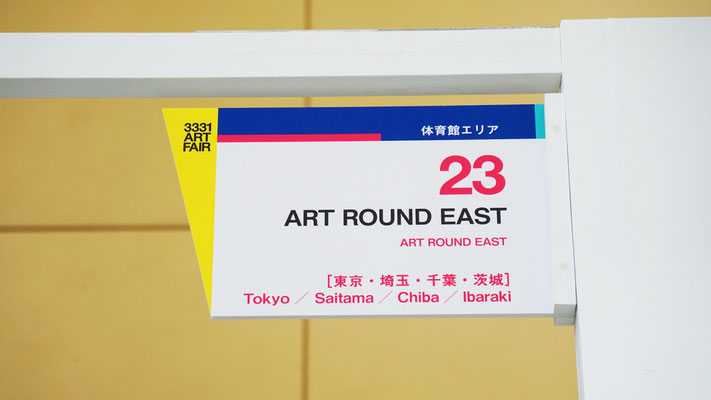 3331
ART
FAIR
体育館エリア
23
ART ROUND EAST
ART ROUND EAST
[東京・埼玉・千葉・茨城]
Tokyo ／ Saitama ／ Chiba ／ Ibaraki